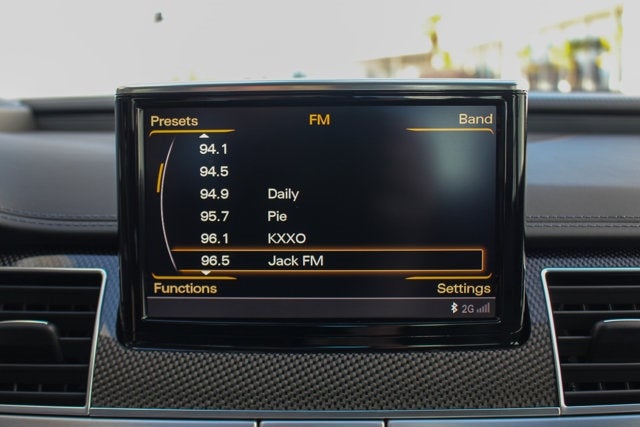 Presets FM Band
94.1
94.5
94.9 Daily
95.7 Pie
96.1 KXXO
96.5 Jack FM
Functions Settings
2G